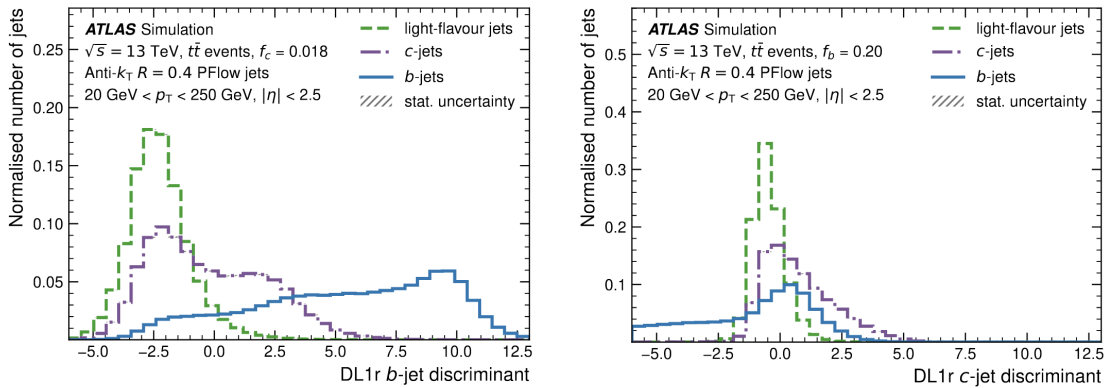 Normalised number of jets
0.25
0.20
0.15
0.10
0.05
ATLAS Simulation
√s = 13 TeV, tt̄ events, f_c = 0.018
Anti-k_T R = 0.4 PFlow jets
20 GeV < p_T < 250 GeV, |η| < 2.5
light-flavour jets
c-jets
b-jets
stat. uncertainty
−5.0 −2.5 0.0 2.5 5.0 7.5 10.0 12.5
DL1r b-jet discriminant
Normalised number of jets
0.5
0.4
0.3
0.2
0.1
ATLAS Simulation
√s = 13 TeV, tt̄ events, f_b = 0.20
Anti-k_T R = 0.4 PFlow jets
20 GeV < p_T < 250 GeV, |η| < 2.5
light-flavour jets
c-jets
b-jets
stat. uncertainty
−5.0 −2.5 0.0 2.5 5.0 7.5 10.0 12.5
DL1r c-jet discriminant